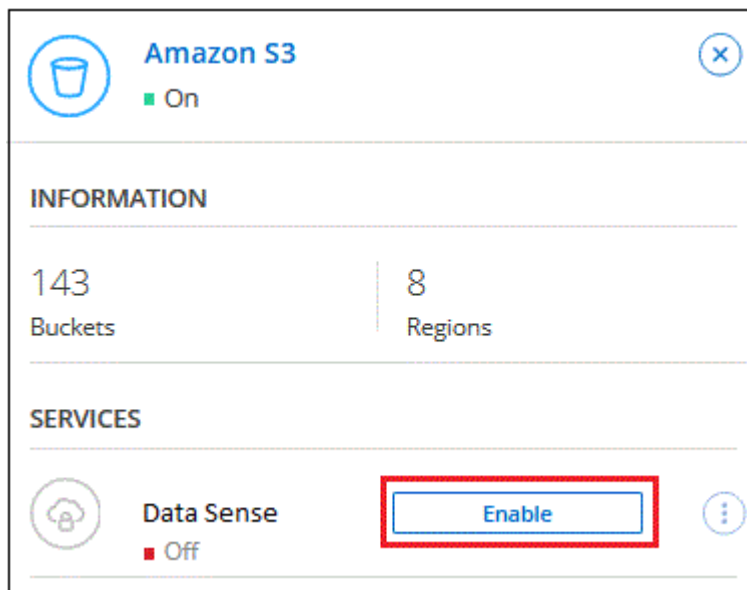 Amazon S3
On
INFORMATION
143
Buckets
8
Regions
SERVICES
Data Sense
Enable
Off